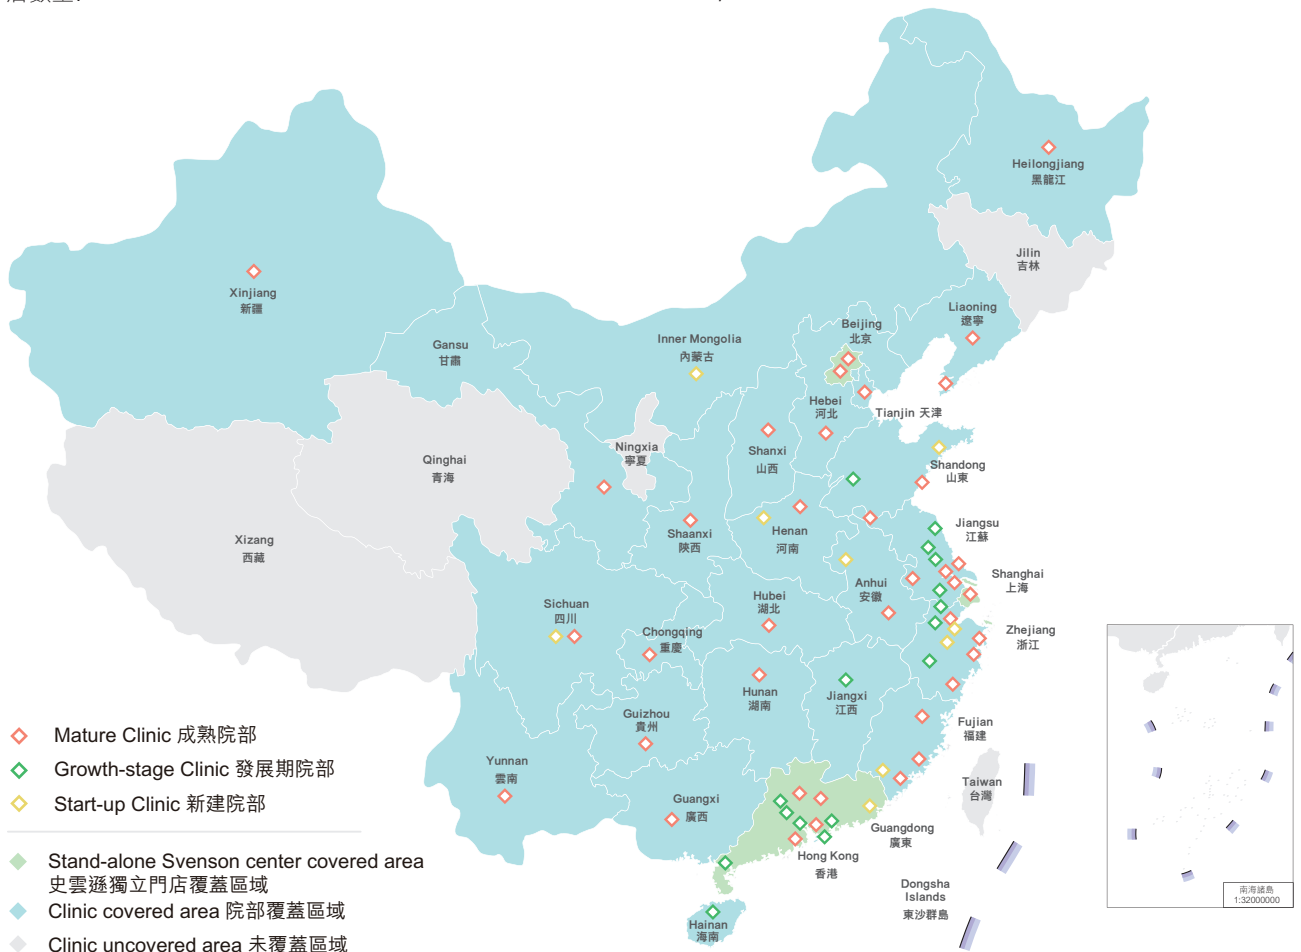 Heilongjiang
黑龍江
Jilin
吉林
Xinjiang
新疆
Liaoning
遼寧
Beijing
北京
Inner Mongolia
內蒙古
Gansu
甘肅
Hebei
河北
Tianjin 天津
Ningxia
寧夏
Shanxi
山西
Qinghai
青海
Shandong
山東
Xizang
西藏
Shaanxi
陝西
Henan
河南
Jiangsu
江蘇
Shanghai
上海
Anhui
安徽
Hubei
湖北
Sichuan
四川
Chongqing
重慶
Zhejiang
浙江
Hunan
湖南
Jiangxi
江西
Guizhou
貴州
Fujian
福建
Yunnan
雲南
Taiwan
台灣
Guangxi
廣西
Guangdong
廣東
Hong Kong
香港
Dongsha
Islands
東沙群島
Hainan
海南
Mature Clinic 成熟院部
Growth-stage Clinic 發展期院部
Start-up Clinic 新建院部
Stand-alone Svenson center covered area
史雲遜獨立門店覆蓋區域
Clinic covered area 院部覆蓋區域
Clinic uncovered area 未覆蓋區域
南海諸島
1:32000000